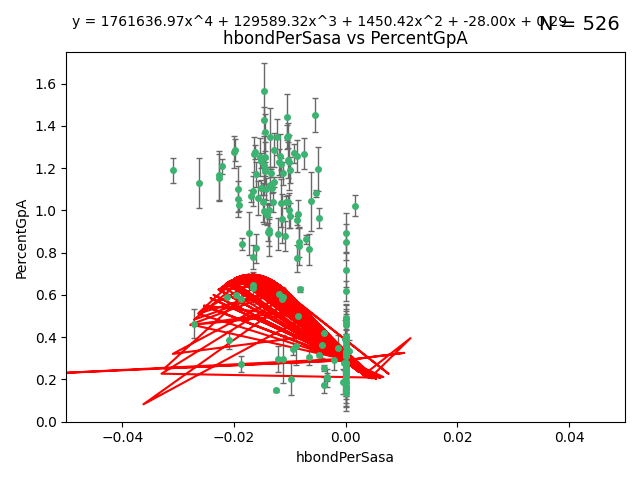 y = 1761636.97x^4 + 129589.32x^3 + 1450.42x^2 + -28.00x + 0.29
N = 526
hbondPerSasa vs PercentGpA
PercentGpA
1.6
1.4
1.2
1.0
0.8
0.6
0.4
0.2
0.0
−0.04
−0.02
0.00
0.02
0.04
hbondPerSasa